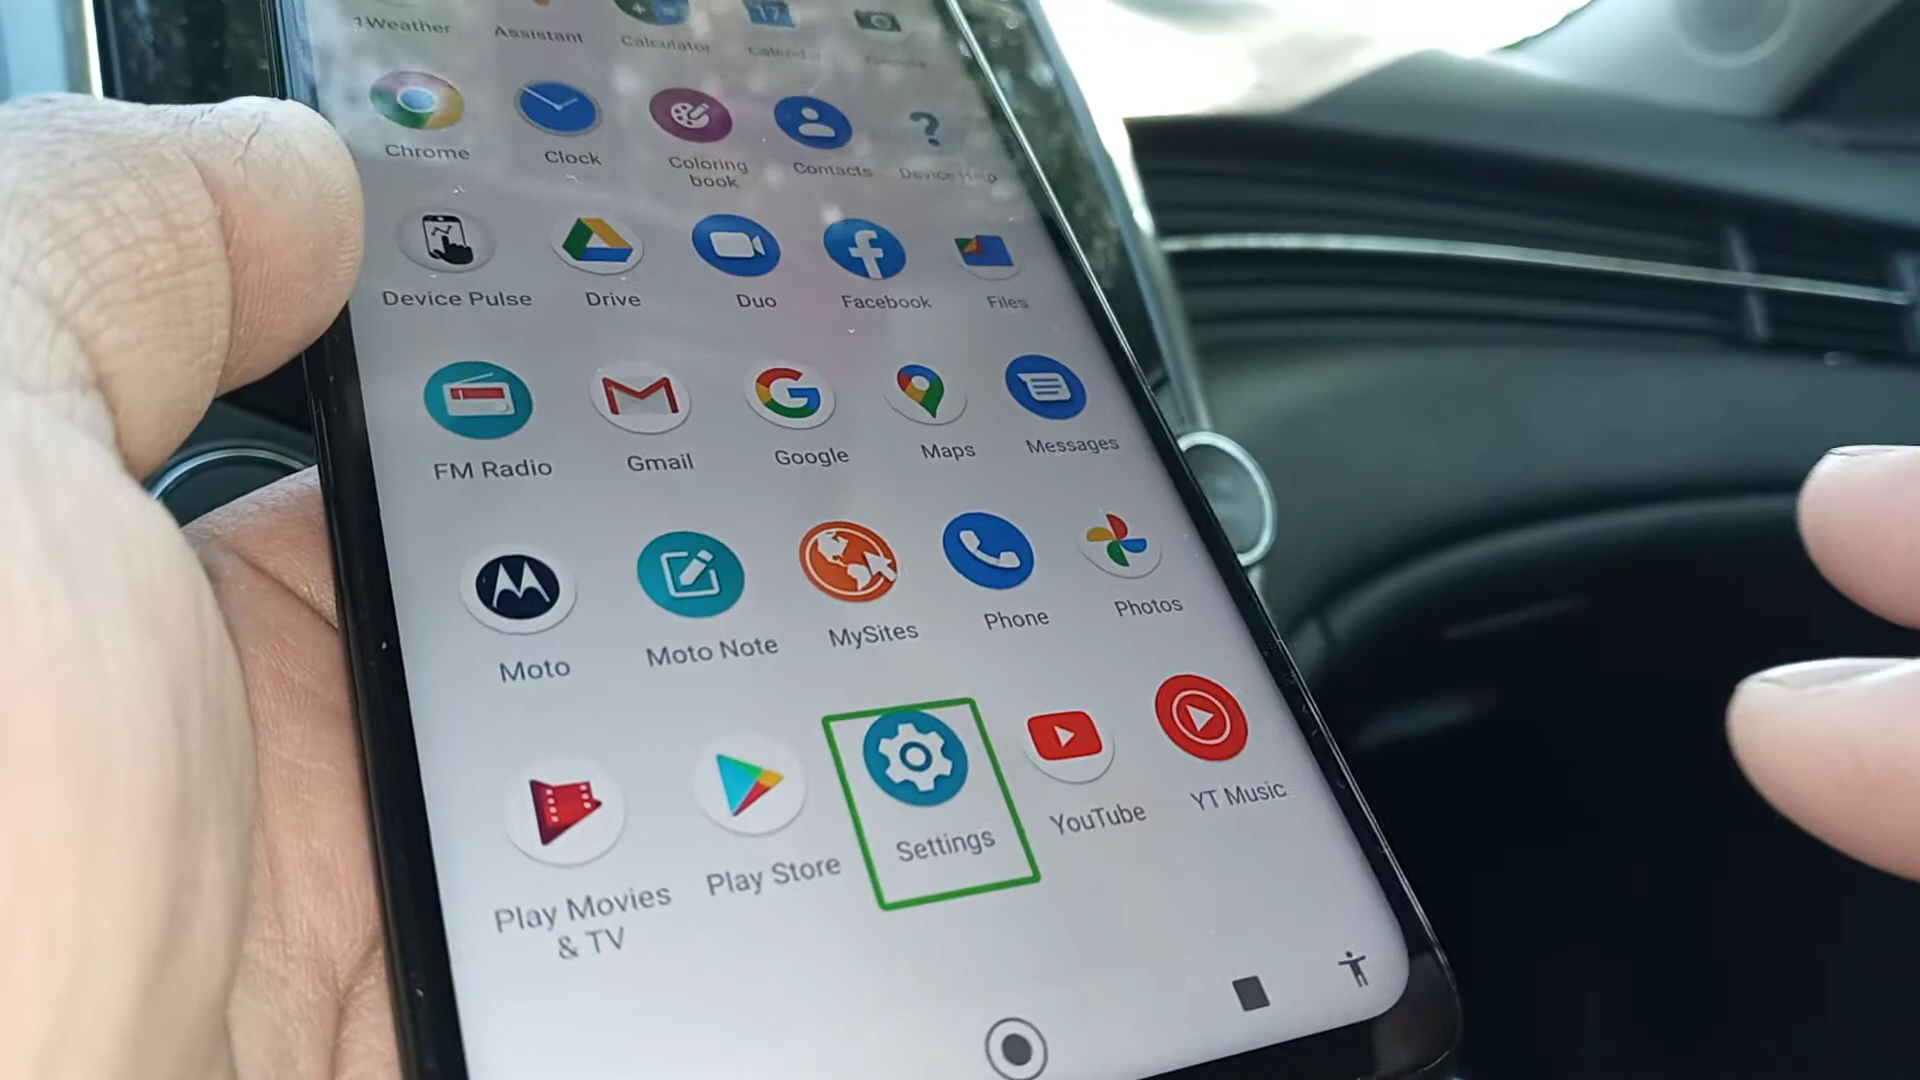 1Weather
Assistant
Calculator
17
Chrome
Clock
Coloring
book
Contacts
Device Help
Device Pulse
Drive
Duo
Facebook
Files
FM Radio
Gmail
Google
Maps
Messages
Moto
Moto Note
MySites
Phone
Photos
Play Movies
& TV
Play Store
Settings
YouTube
YT Music